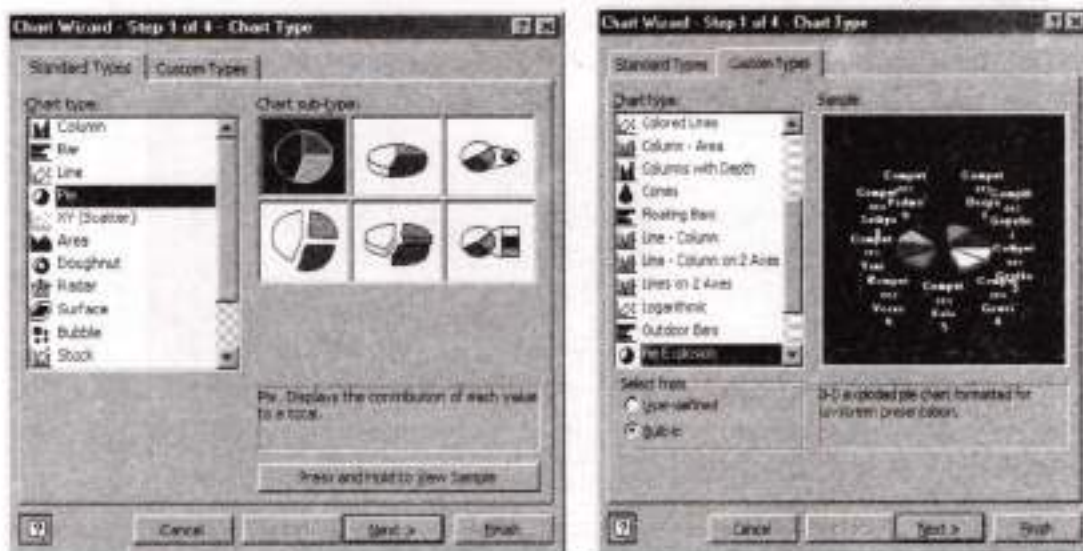 Chart Wizard - Step 1 of 4 - Chart Type
Standard Types
Custom Types
Chart type:
Column
Bar
Line
Pie
XY (Scatter)
Area
Doughnut
Radar
Surface
Bubble
Stock
Chart sub-type:
Pie. Displays the contribution of each value
to a total.
Press and Hold to View Sample
Cancel
Next >
Finish
Chart Wizard - Step 1 of 4 - Chart Type
Standard Types
Custom Types
Chart type:
Colored Lines
Column - Area
Columns with Depth
Cones
Floating Bars
Line - Column
Line - Column on 2 Axes
Lines on 2 Axes
Logarithmic
Outdoor Bars
Pie Explosion
Select from
User-defined
Built-in
Sample
3-D exploded pie chart formatted for
on-screen presentation.
Cancel
Next >
Finish